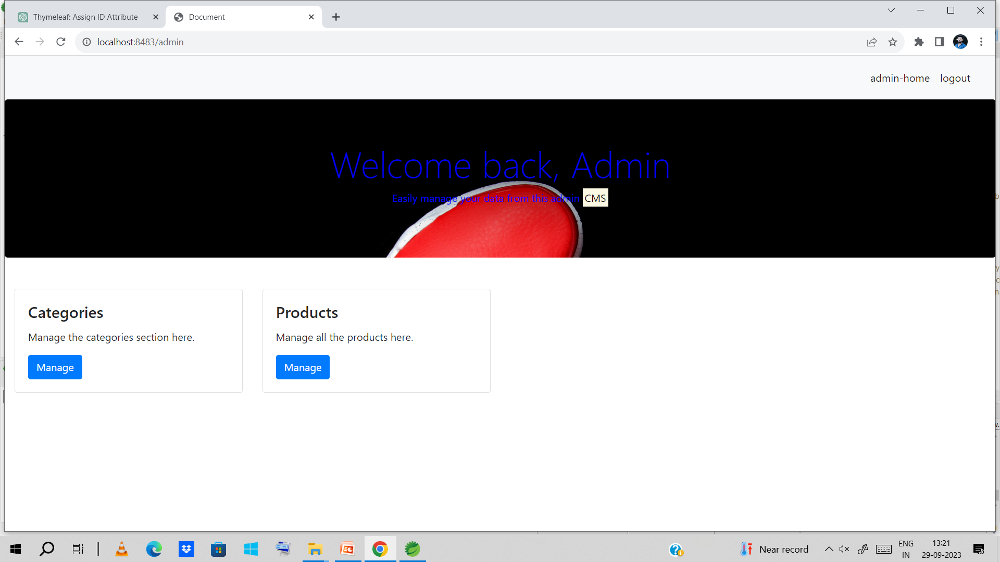 Thymeleaf: Assign ID Attribute
Document
localhost:8483/admin
admin-home logout
Welcome back, Admin
Easily manage your data from this admin CMS
Categories
Manage the categories section here.
Manage
Products
Manage all the products here.
Manage
Near record
ENG
IN
13:21
29-09-2023